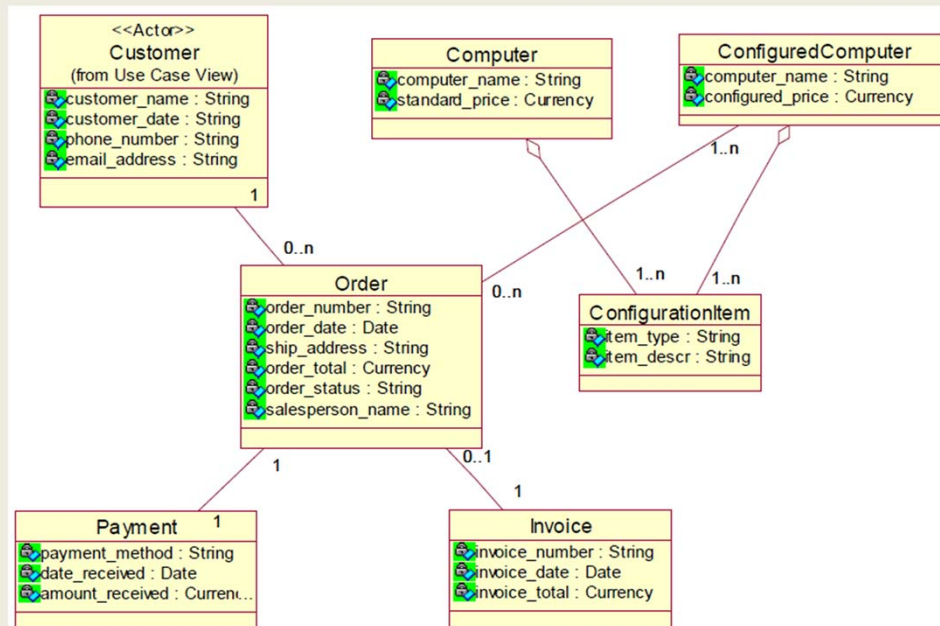 <<Actor>>
Customer
(from Use Case View)
customer_name : String
customer_date : String
phone_number : String
email_address : String
1
Computer
computer_name : String
standard_price : Currency
ConfiguredComputer
computer_name : String
configured_price : Currency
1..n
0..n
0..n
1..n
1..n
Order
order_number : String
order_date : Date
ship_address : String
order_total : Currency
order_status : String
salesperson_name : String
ConfigurationItem
item_type : String
item_descr : String
1
0..1
1
1
Payment
payment_method : String
date_received : Date
amount_received : Curren...
Invoice
invoice_number : String
invoice_date : Date
invoice_total : Currency